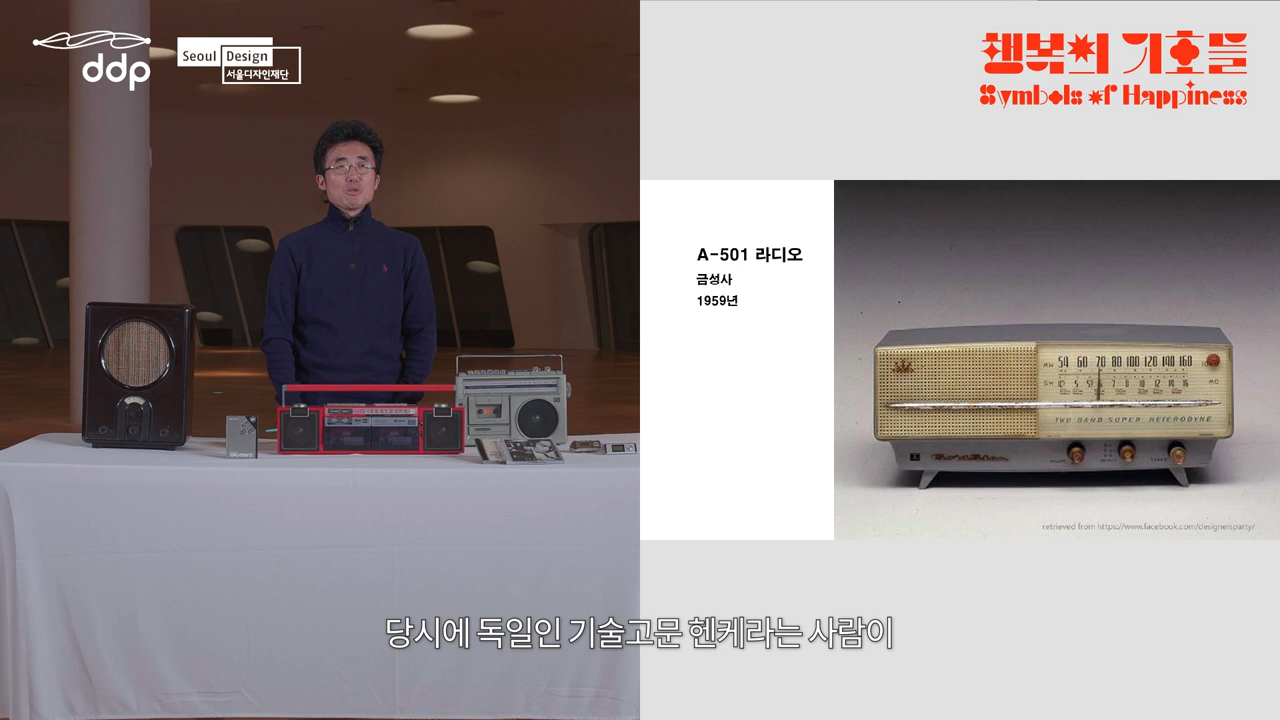 ddp
Seoul Design
서울디자인재단
행복의 기호들
Symbols of Happiness
A-501 라디오
금성사
1959년
M.W 54 60 70 80 100 120 140 160
TWO BAND SUPER HETERODYNE
GoldStar
retrieved from https://www.facebook.com/designersparty/
당시에 독일인 기술고문 헨케라는 사람이